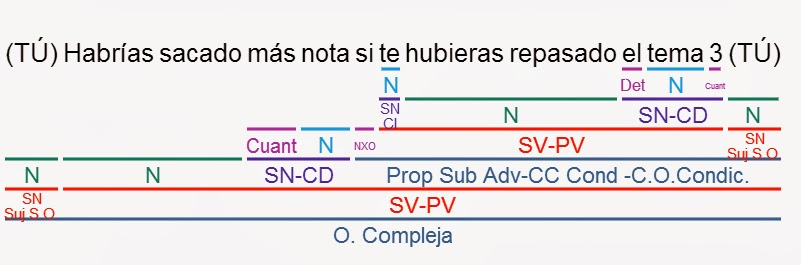 (TÚ) Habrías sacado más nota si te hubieras repasado el tema 3 (TÚ)
N Det N Cuant
SN CI N SN-CD N
Cuant N NXO SV-PV SN Suj.S.O.
N N SN-CD Prop Sub Adv-CC Cond -C.O.Condic.
SN Suj.S.O. SV-PV
O. Compleja